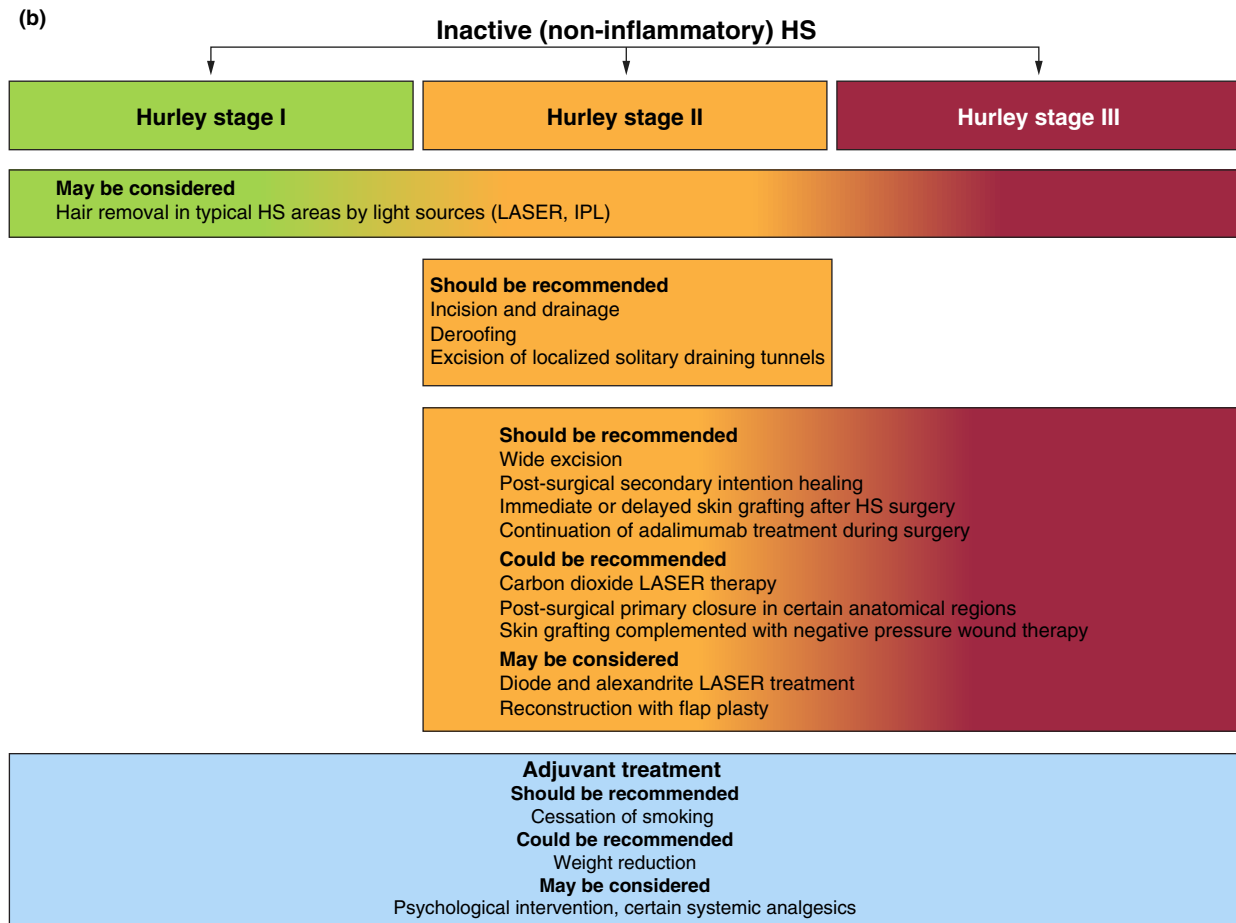 (b)
Inactive (non-inflammatory) HS
Hurley stage I
Hurley stage II
Hurley stage III
May be considered
Hair removal in typical HS areas by light sources (LASER, IPL)
Should be recommended
Incision and drainage
Deroofing
Excision of localized solitary draining tunnels
Should be recommended
Wide excision
Post-surgical secondary intention healing
Immediate or delayed skin grafting after HS surgery
Continuation of adalimumab treatment during surgery
Could be recommended
Carbon dioxide LASER therapy
Post-surgical primary closure in certain anatomical regions
Skin grafting complemented with negative pressure wound therapy
May be considered
Diode and alexandrite LASER treatment
Reconstruction with flap plasty
Adjuvant treatment
Should be recommended
Cessation of smoking
Could be recommended
Weight reduction
May be considered
Psychological intervention, certain systemic analgesics